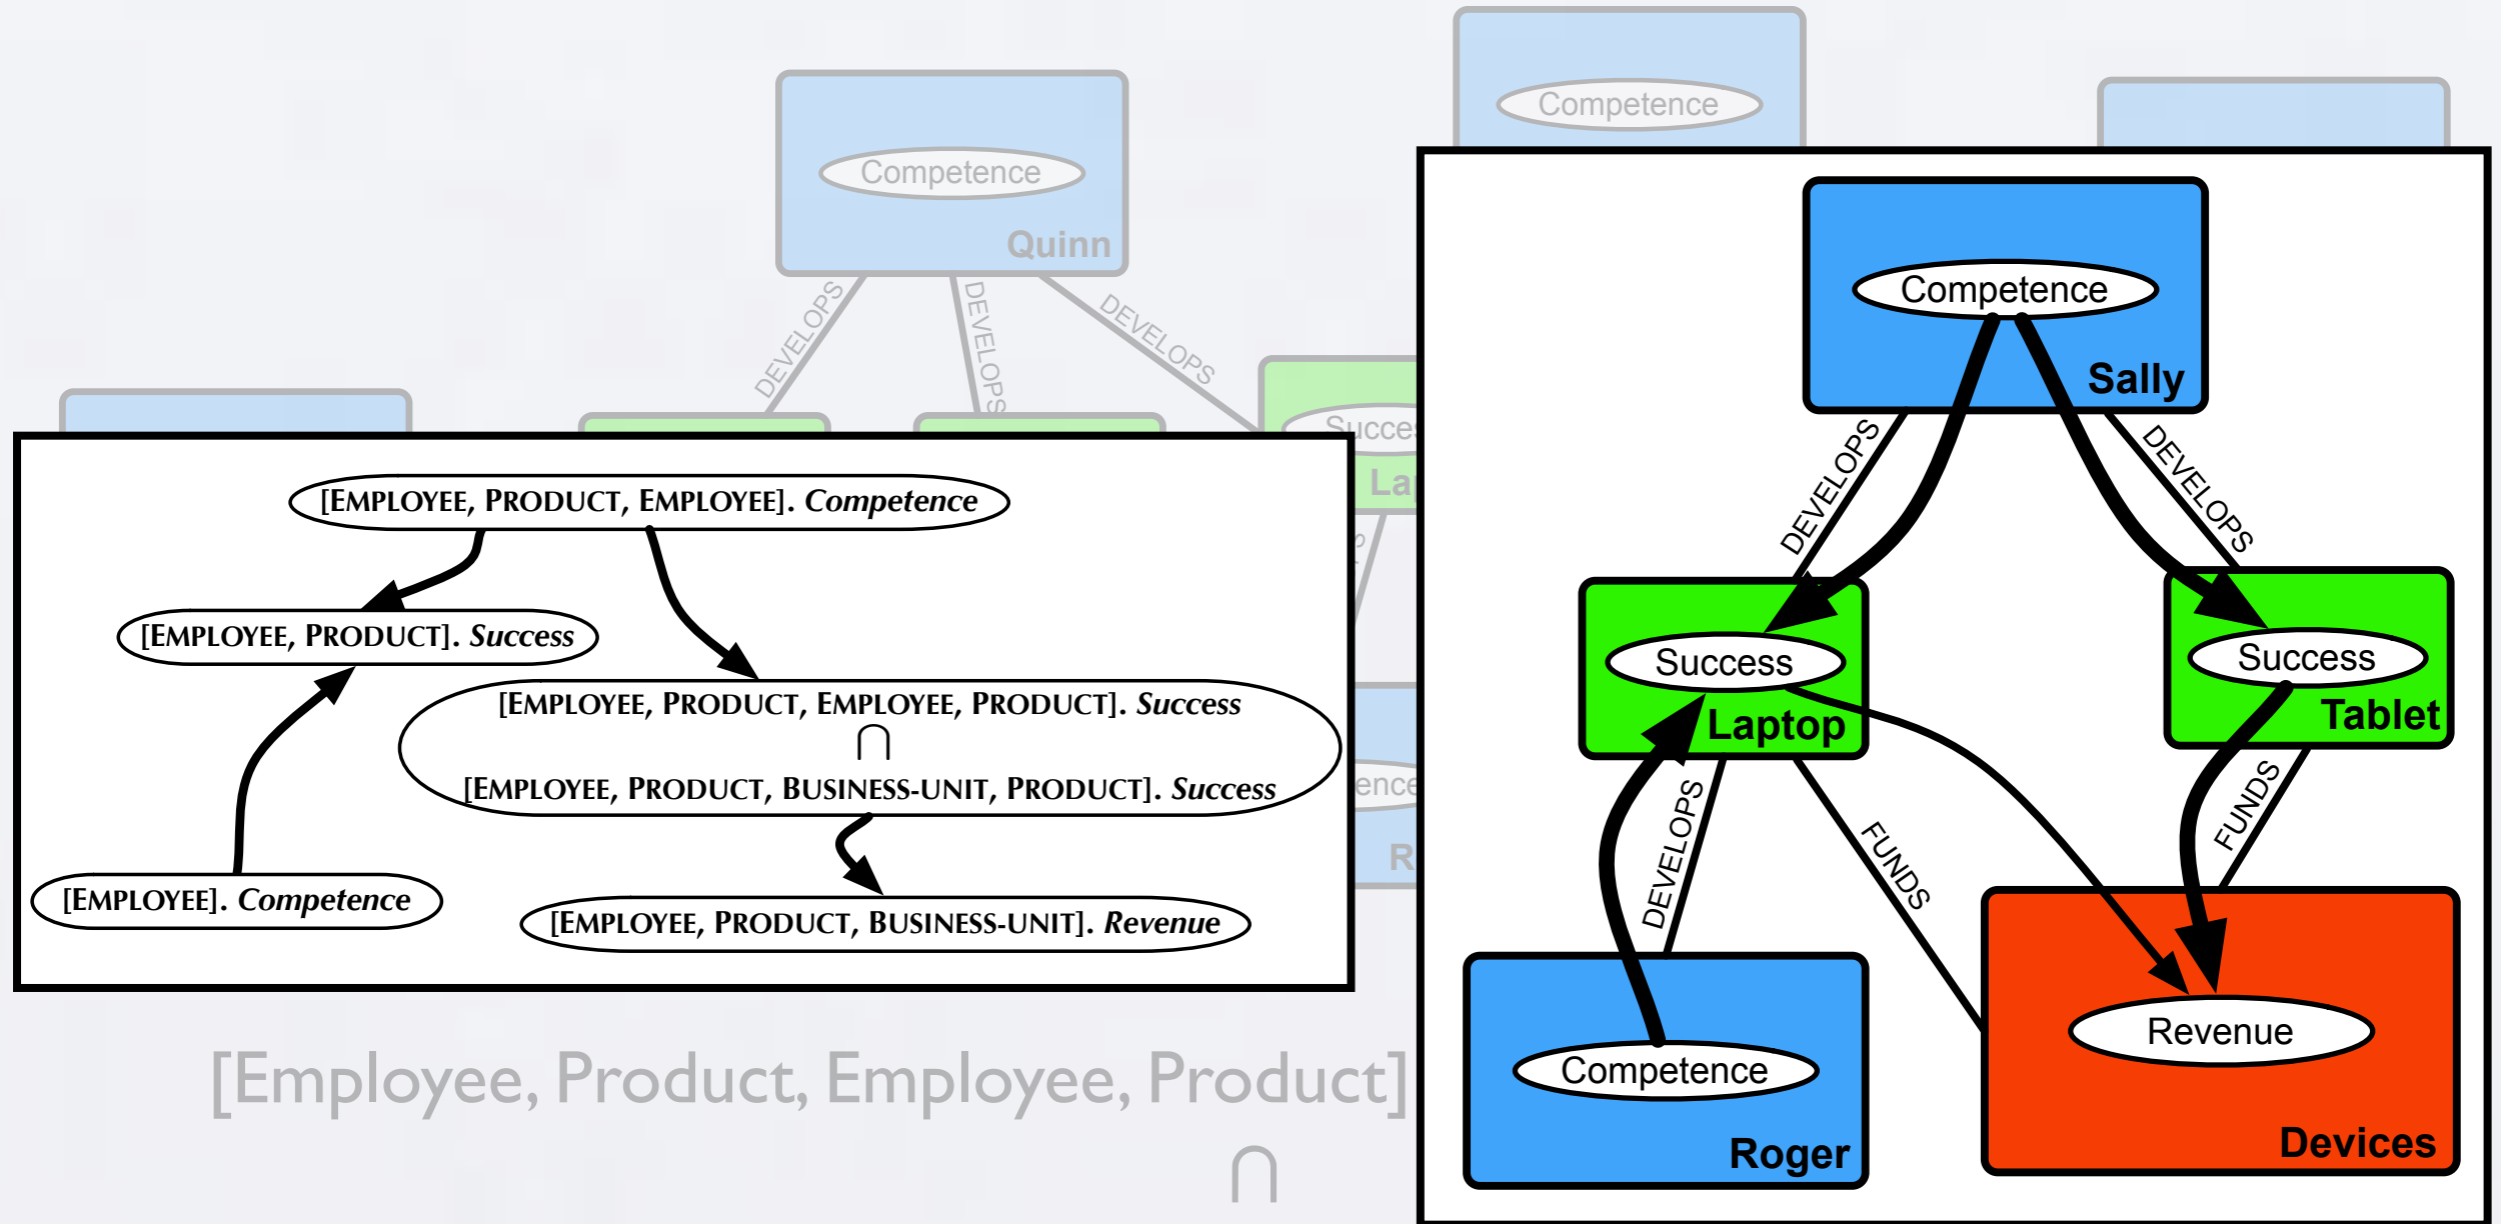 Competence
Competence
Quinn
DEVELOPS
DEVELOPS
DEVELOPS
[EMPLOYEE, PRODUCT, EMPLOYEE]. Competence
[EMPLOYEE, PRODUCT]. Success
[EMPLOYEE, PRODUCT, EMPLOYEE, PRODUCT]. Success
∩
[EMPLOYEE, PRODUCT, BUSINESS-UNIT, PRODUCT]. Success
[EMPLOYEE]. Competence
[EMPLOYEE, PRODUCT, BUSINESS-UNIT]. Revenue
Competence
Sally
DEVELOPS
DEVELOPS
Success
Laptop
Success
Tablet
DEVELOPS
FUNDS
FUNDS
Competence
Roger
Revenue
Devices
[Employee, Product, Employee, Product]
∩